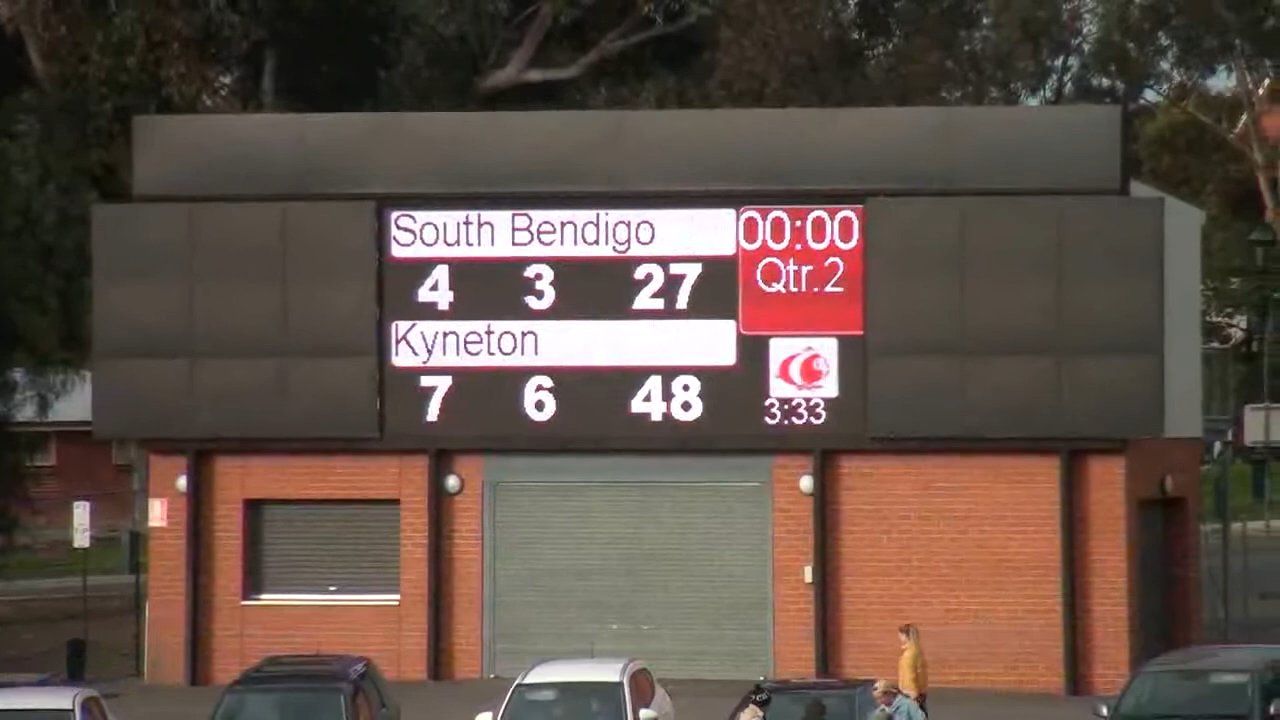 South Bendigo
4 3 27
Kyneton
7 6 48
00:00
Qtr.2
3:33